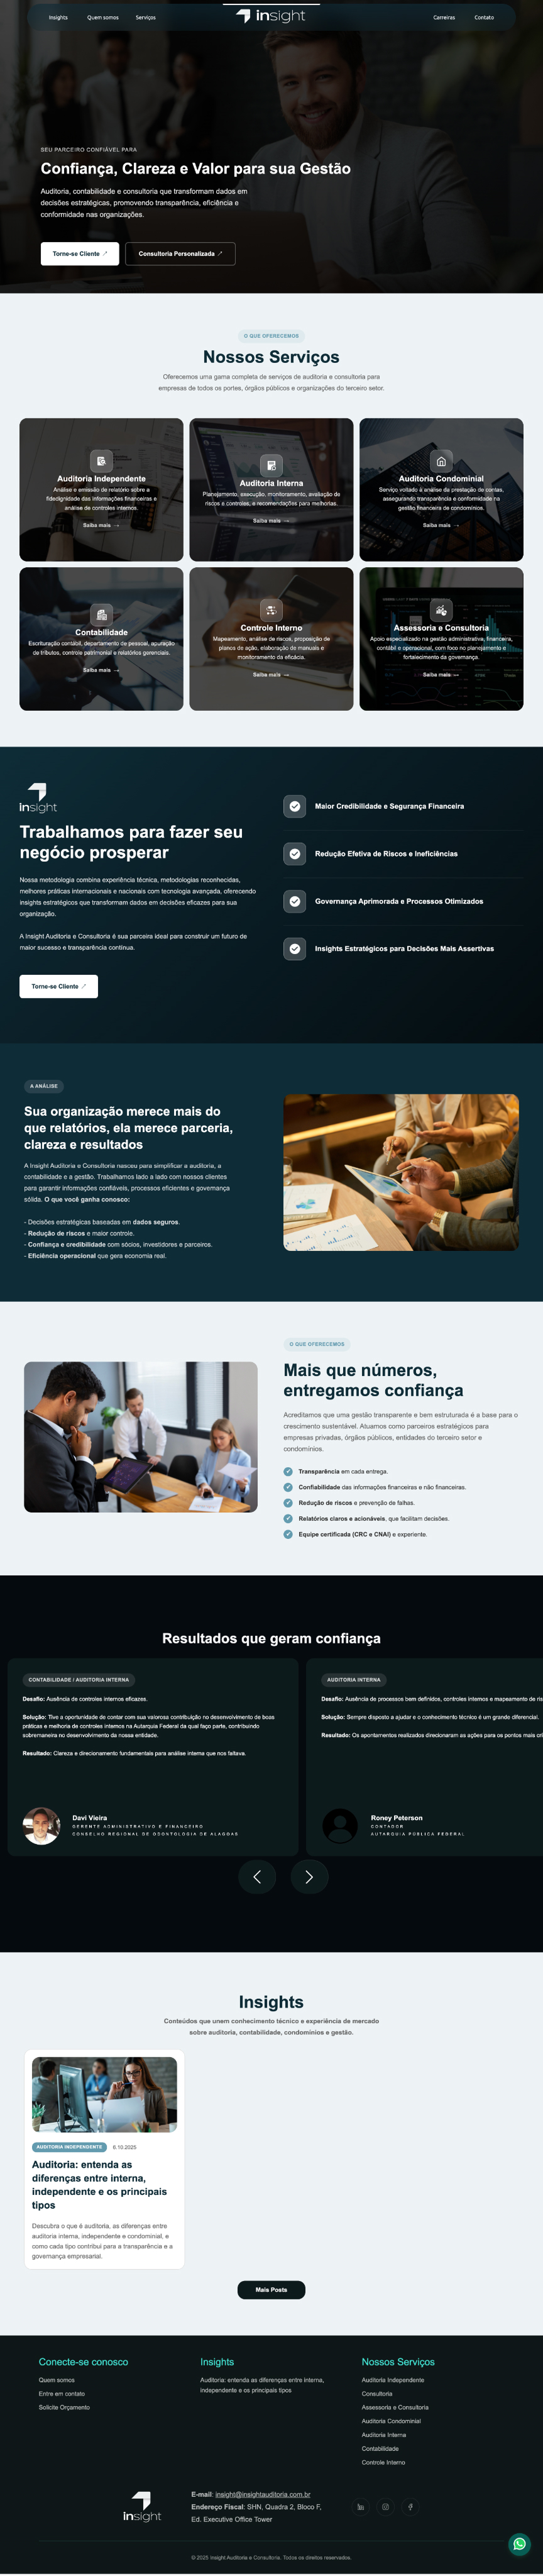 Insights
Quem somos
Serviços
insight
Carreiras
Contato
SEU PARCEIRO CONFIÁVEL PARA
Confiança, Clareza e Valor para sua Gestão
Auditoria, contabilidade e consultoria que transformam dados em
decisões estratégicas, promovendo transparência, eficiência e
conformidade nas organizações.
Torne-se Cliente ↗
Consultoria Personalizada ↗
O QUE OFERECEMOS
Nossos Serviços
Oferecemos uma gama completa de serviços de auditoria e consultoria para
empresas de todos os portes, órgãos públicos e organizações do terceiro setor.
Auditoria Independente
Análise e emissão de relatório sobre a
fidedignidade das informações financeiras e
análise de controles internos.
Saiba mais →
Auditoria Interna
Planejamento, execução, monitoramento, avaliação de
riscos e controles, e recomendações para melhorias.
Saiba mais →
Auditoria Condominial
Serviço voltado à análise da prestação de contas,
assegurando transparência e conformidade na
gestão financeira de condomínios.
Saiba mais →
Contabilidade
Escrituração contábil, departamento de pessoal, apuração
de tributos, controle patrimonial e relatórios gerenciais.
Saiba mais →
Controle Interno
Mapeamento, análise de riscos, proposição de
planos de ação, elaboração de manuais e
monitoramento da eficácia.
Saiba mais →
Assessoria e Consultoria
Apoio especializado na gestão administrativa, financeira,
contábil e operacional, com foco no planejamento e
fortalecimento da governança.
Saiba mais →
insight
Trabalhamos para fazer seu
negócio prosperar
Nossa metodologia combina experiência técnica, metodologias reconhecidas,
melhores práticas internacionais e nacionais com tecnologia avançada, oferecendo
insights estratégicos que transformam dados em decisões eficazes para sua
organização.
A Insight Auditoria e Consultoria é sua parceira ideal para construir um futuro de
maior sucesso e transparência contínua.
Torne-se Cliente ↗
Maior Credibilidade e Segurança Financeira
Redução Efetiva de Riscos e Ineficiências
Governança Aprimorada e Processos Otimizados
Insights Estratégicos para Decisões Mais Assertivas
A ANÁLISE
Sua organização merece mais do
que relatórios, ela merece parceria,
clareza e resultados
A Insight Auditoria e Consultoria nasceu para simplificar a auditoria, a
contabilidade e a gestão. Trabalhamos lado a lado com nossos clientes
para garantir informações confiáveis, processos eficientes e governança
sólida. O que você ganha conosco:
- Decisões estratégicas baseadas em dados seguros.
- Redução de riscos e maior controle.
- Confiança e credibilidade com sócios, investidores e parceiros.
- Eficiência operacional que gera economia real.
O QUE OFERECEMOS
Mais que números,
entregamos confiança
Acreditamos que uma gestão transparente e bem estruturada é a base para o
crescimento sustentável. Atuamos como parceiros estratégicos para
empresas privadas, órgãos públicos, entidades do terceiro setor e
condomínios.
Transparência em cada entrega.
Confiabilidade das informações financeiras e não financeiras.
Redução de riscos e prevenção de falhas.
Relatórios claros e acionáveis, que facilitam decisões.
Equipe certificada (CRC e CNAI) e experiente.
Resultados que geram confiança
CONTABILIDADE / AUDITORIA INTERNA
Desafio: Ausência de controles internos eficazes.
Solução: Tive a oportunidade de contar com sua valorosa contribuição no desenvolvimento de boas
práticas e melhoria de controles internos na Autarquia Federal da qual faço parte, contribuindo
sobremaneira no desenvolvimento da nossa entidade.
Resultado: Clareza e direcionamento fundamentais para análise interna que nos faltava.
Davi Vieira
GERENTE ADMINISTRATIVO E FINANCEIRO
CONSELHO REGIONAL DE ODONTOLOGIA DE ALAGOAS
AUDITORIA INTERNA
Desafio: Ausência de processos bem definidos, controles internos e mapeamento de ris
Solução: Sempre disposto a ajudar e o conhecimento técnico é um grande diferencial.
Resultado: Os apontamentos realizados direcionaram as ações para os pontos mais crí
Roney Peterson
CONTADOR
AUTARQUIA PÚBLICA FEDERAL
Insights
Conteúdos que unem conhecimento técnico e experiência de mercado
sobre auditoria, contabilidade, condomínios e gestão.
AUDITORIA INDEPENDENTE
6.10.2025
Auditoria: entenda as
diferenças entre interna,
independente e os principais
tipos
Descubra o que é auditoria, as diferenças entre
auditoria interna, independente e condominial, e
como cada tipo contribui para a transparência e a
governança empresarial.
Mais Posts
Conecte-se conosco
Quem somos
Entre em contato
Solicite Orçamento
Insights
Auditoria: entenda as diferenças entre interna,
independente e os principais tipos
Nossos Serviços
Auditoria Independente
Consultoria
Assessoria e Consultoria
Auditoria Condominial
Auditoria Interna
Contabilidade
Controle Interno
insight
E-mail: insight@insightauditoria.com.br
Endereço Fiscal: SHN, Quadra 2, Bloco F,
Ed. Executive Office Tower
© 2025 Insight Auditoria e Consultoria. Todos os direitos reservados.